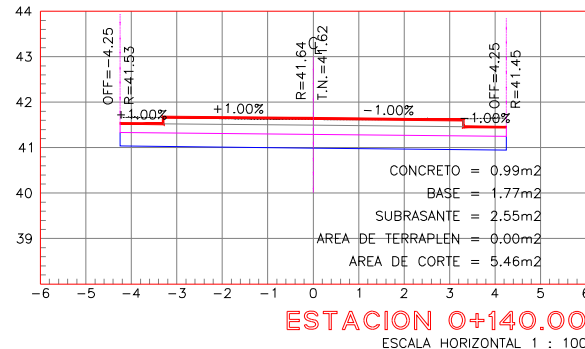 44
43
42
41
40
39
OFF=-4.25
R=41.53
R=41.64
T.N.=41.62
OFF=4.25
R=41.45
+1.00%
+1.00%
-1.00%
-1.00%
CONCRETO = 0.99m2
BASE = 1.77m2
SUBRASANTE = 2.55m2
AREA DE TERRAPLEN = 0.00m2
AREA DE CORTE = 5.46m2
-6 -5 -4 -3 -2 -1 0 1 2 3 4 5 6
ESTACION 0+140.00
ESCALA HORIZONTAL 1 : 100